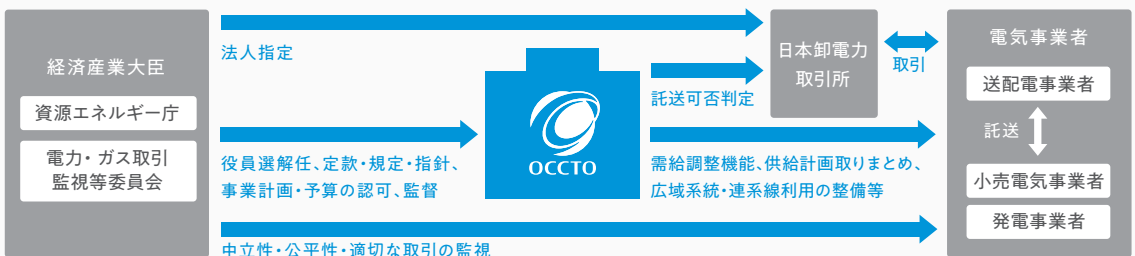 経済産業大臣
資源エネルギー庁
電力・ガス取引
監視等委員会
法人指定
役員選解任、定款・規定・指針、
事業計画・予算の認可、監督
中立性・公平性・適切な取引の監視
OCCTO
託送可否判定
需給調整機能、供給計画取りまとめ、
広域系統・連系線利用の整備等
日本卸電力
取引所
取引
電気事業者
送配電事業者
託送
小売電気事業者
発電事業者